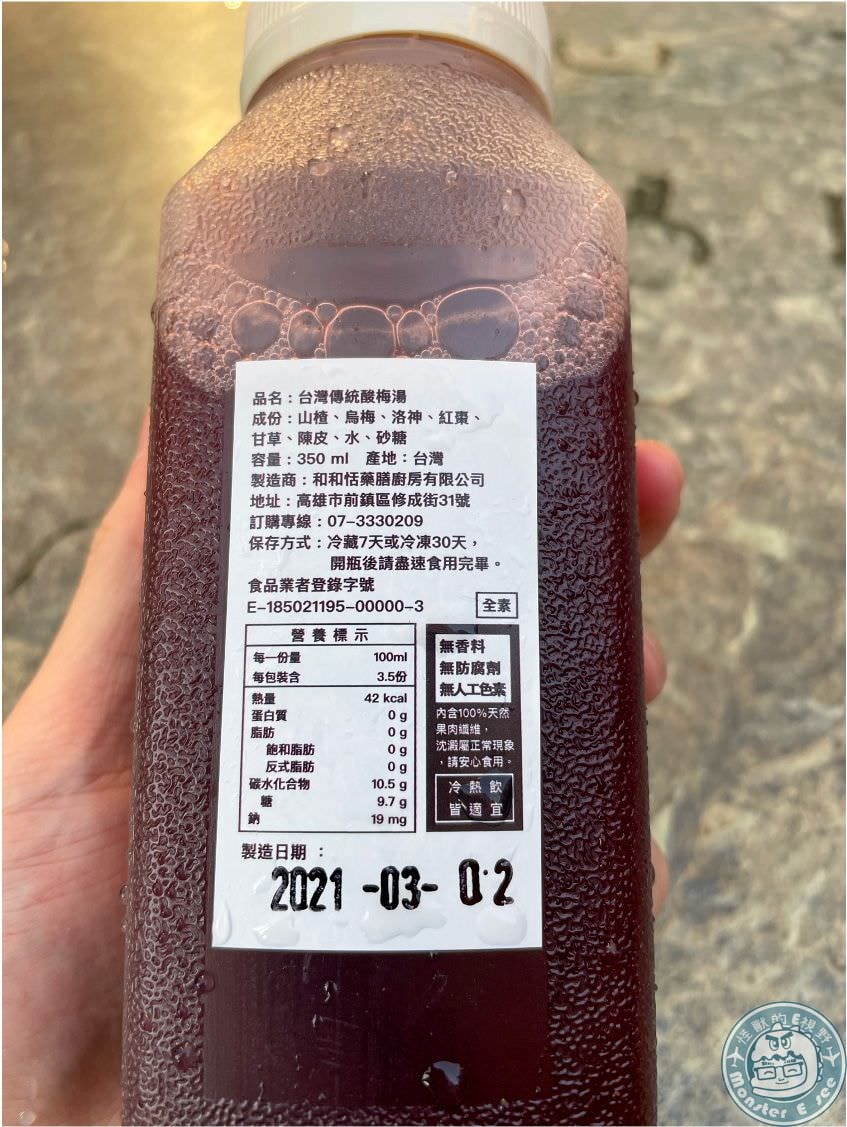 品名：台灣傳統酸梅湯
成份：山楂、烏梅、洛神、紅棗、
甘草、陳皮、水、砂糖
容量：350 ml 產地：台灣
製造商：和和恬藥膳廚房有限公司
地址：高雄市前鎮區修成街31號
訂購專線：07-3330209
保存方式：冷藏7天或冷凍30天，
開瓶後請盡速食用完畢。
食品業者登錄字號
E-185021195-00000-3
全素
營養標示
每一份量 100ml
每包裝含 3.5份
熱量 42 kcal
蛋白質 0 g
脂肪 0 g
飽和脂肪 0 g
反式脂肪 0 g
碳水化合物 10.5 g
糖 9.7 g
鈉 19 mg
無香料
無防腐劑
無人工色素
內含100%天然
果肉纖維，
沈澱屬正常現象
，請安心食用。
冷熱飲
皆適宜
製造日期：
2021-03-02
怪獸的E視野
Monster E see